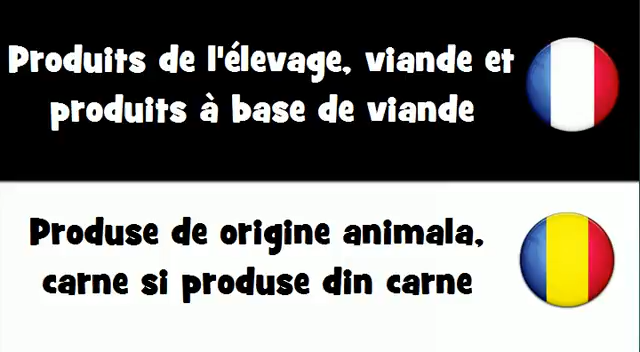 Produits de l'élevage, viande et
produits à base de viande
Produse de origine animala,
carne si produse din carne